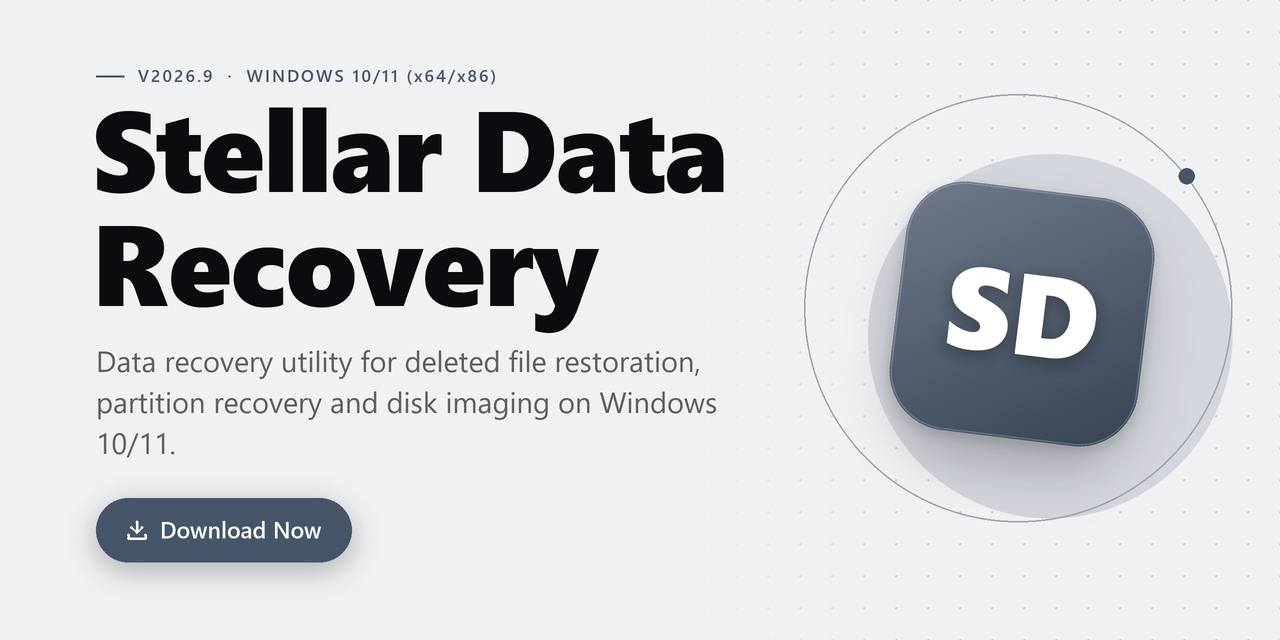 V2026.9 · WINDOWS 10/11 (x64/x86)
Stellar Data
Recovery
Data recovery utility for deleted file restoration,
partition recovery and disk imaging on Windows
10/11.
Download Now
SD